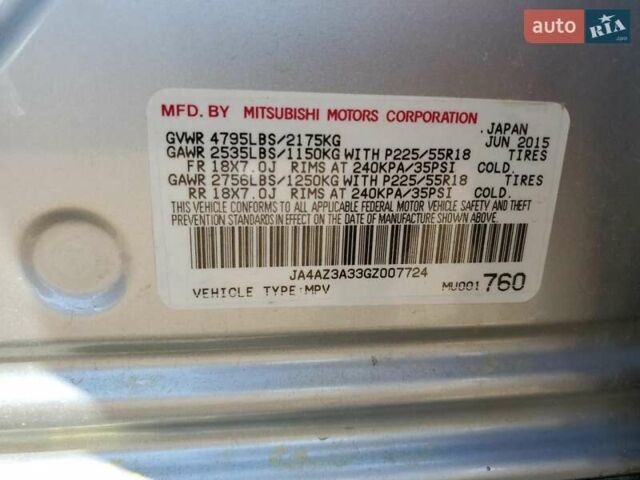 auto RIA
.com
MFD. BY MITSUBISHI MOTORS CORPORATION
, JAPAN
GVWR 4795LBS/2175KG JUN 2015
GAWR 2535LBS/1150KG WITH P225/55R18 TIRES
FR 18X7.0J RIMS AT 240KPA/35PSI COLD.
GAWR 2756LBS/1250KG WITH P225/55R18 TIRES
RR 18X7.0J RIMS AT 240KPA/35PSI COLD.
THIS VEHICLE CONFORMS TO ALL APPLICABLE FEDERAL MOTOR VEHICLE SAFETY AND THEFT
PREVENTION STANDARDS IN EFFECT ON THE DATE OF MANUFACTURE SHOWN ABOVE.
JA4AZ3A33GZ007724
VEHICLE TYPE:MPV MU001 760